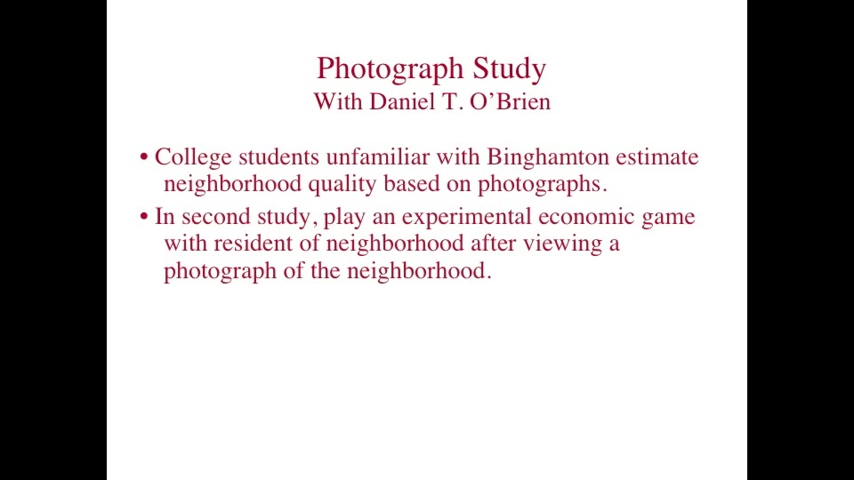 Photograph Study
With Daniel T. O'Brien
• College students unfamiliar with Binghamton estimate
neighborhood quality based on photographs.
• In second study, play an experimental economic game
with resident of neighborhood after viewing a
photograph of the neighborhood.